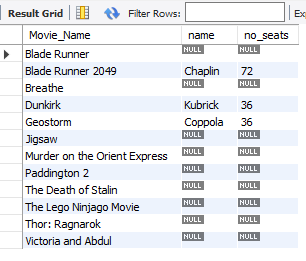 Result Grid Filter Rows: Ex
Movie_Name name no_seats
Blade Runner NULL NULL
Blade Runner 2049 Chaplin 72
Breathe NULL NULL
Dunkirk Kubrick 36
Geostorm Coppola 36
Jigsaw NULL NULL
Murder on the Orient Express NULL NULL
Paddington 2 NULL NULL
The Death of Stalin NULL NULL
The Lego Ninjago Movie NULL NULL
Thor: Ragnarok NULL NULL
Victoria and Abdul NULL NULL